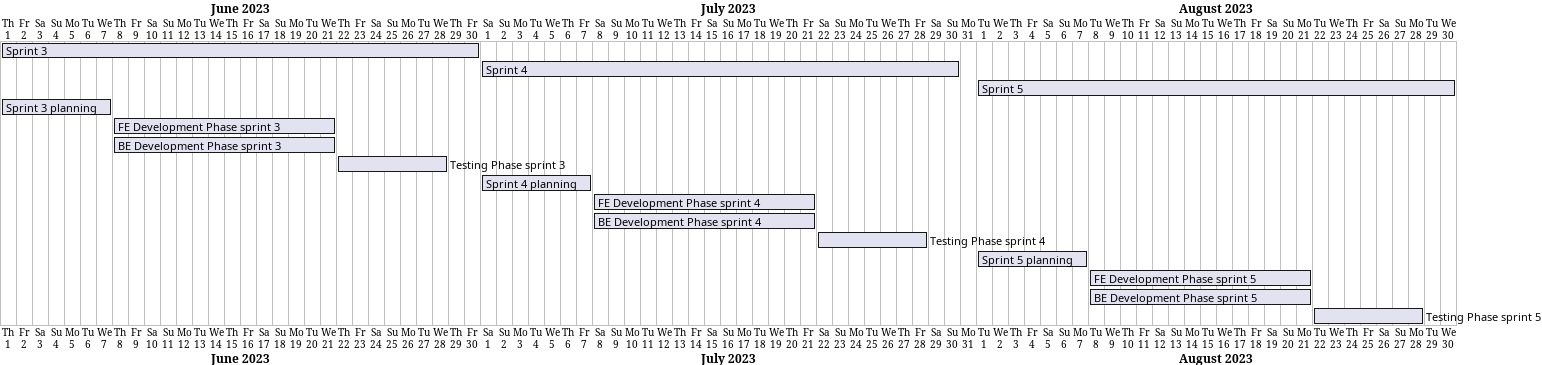 June 2023 July 2023 August 2023
Th Fr Sa Su Mo Tu We Th Fr Sa Su Mo Tu We Th Fr Sa Su Mo Tu We Th Fr Sa Su Mo Tu We Th Fr Sa Su Mo Tu We Th Fr Sa Su Mo Tu We Th Fr Sa Su Mo Tu We Th Fr Sa Su Mo Tu We Th Fr Sa Su Mo Tu We Th Fr Sa Su Mo Tu We Th Fr Sa Su Mo Tu We Th Fr Sa Su Mo Tu We Th Fr Sa Su Mo Tu We
1 2 3 4 5 6 7 8 9 10 11 12 13 14 15 16 17 18 19 20 21 22 23 24 25 26 27 28 29 30 1 2 3 4 5 6 7 8 9 10 11 12 13 14 15 16 17 18 19 20 21 22 23 24 25 26 27 28 29 30 31 1 2 3 4 5 6 7 8 9 10 11 12 13 14 15 16 17 18 19 20 21 22 23 24 25 26 27 28 29 30
Sprint 3
Sprint 4
Sprint 5
Sprint 3 planning
FE Development Phase sprint 3
BE Development Phase sprint 3
Testing Phase sprint 3
Sprint 4 planning
FE Development Phase sprint 4
BE Development Phase sprint 4
Testing Phase sprint 4
Sprint 5 planning
FE Development Phase sprint 5
BE Development Phase sprint 5
Testing Phase sprint 5
Th Fr Sa Su Mo Tu We Th Fr Sa Su Mo Tu We Th Fr Sa Su Mo Tu We Th Fr Sa Su Mo Tu We Th Fr Sa Su Mo Tu We Th Fr Sa Su Mo Tu We Th Fr Sa Su Mo Tu We Th Fr Sa Su Mo Tu We Th Fr Sa Su Mo Tu We Th Fr Sa Su Mo Tu We Th Fr Sa Su Mo Tu We Th Fr Sa Su Mo Tu We Th Fr Sa Su Mo Tu We
1 2 3 4 5 6 7 8 9 10 11 12 13 14 15 16 17 18 19 20 21 22 23 24 25 26 27 28 29 30 1 2 3 4 5 6 7 8 9 10 11 12 13 14 15 16 17 18 19 20 21 22 23 24 25 26 27 28 29 30 31 1 2 3 4 5 6 7 8 9 10 11 12 13 14 15 16 17 18 19 20 21 22 23 24 25 26 27 28 29 30
June 2023 July 2023 August 2023